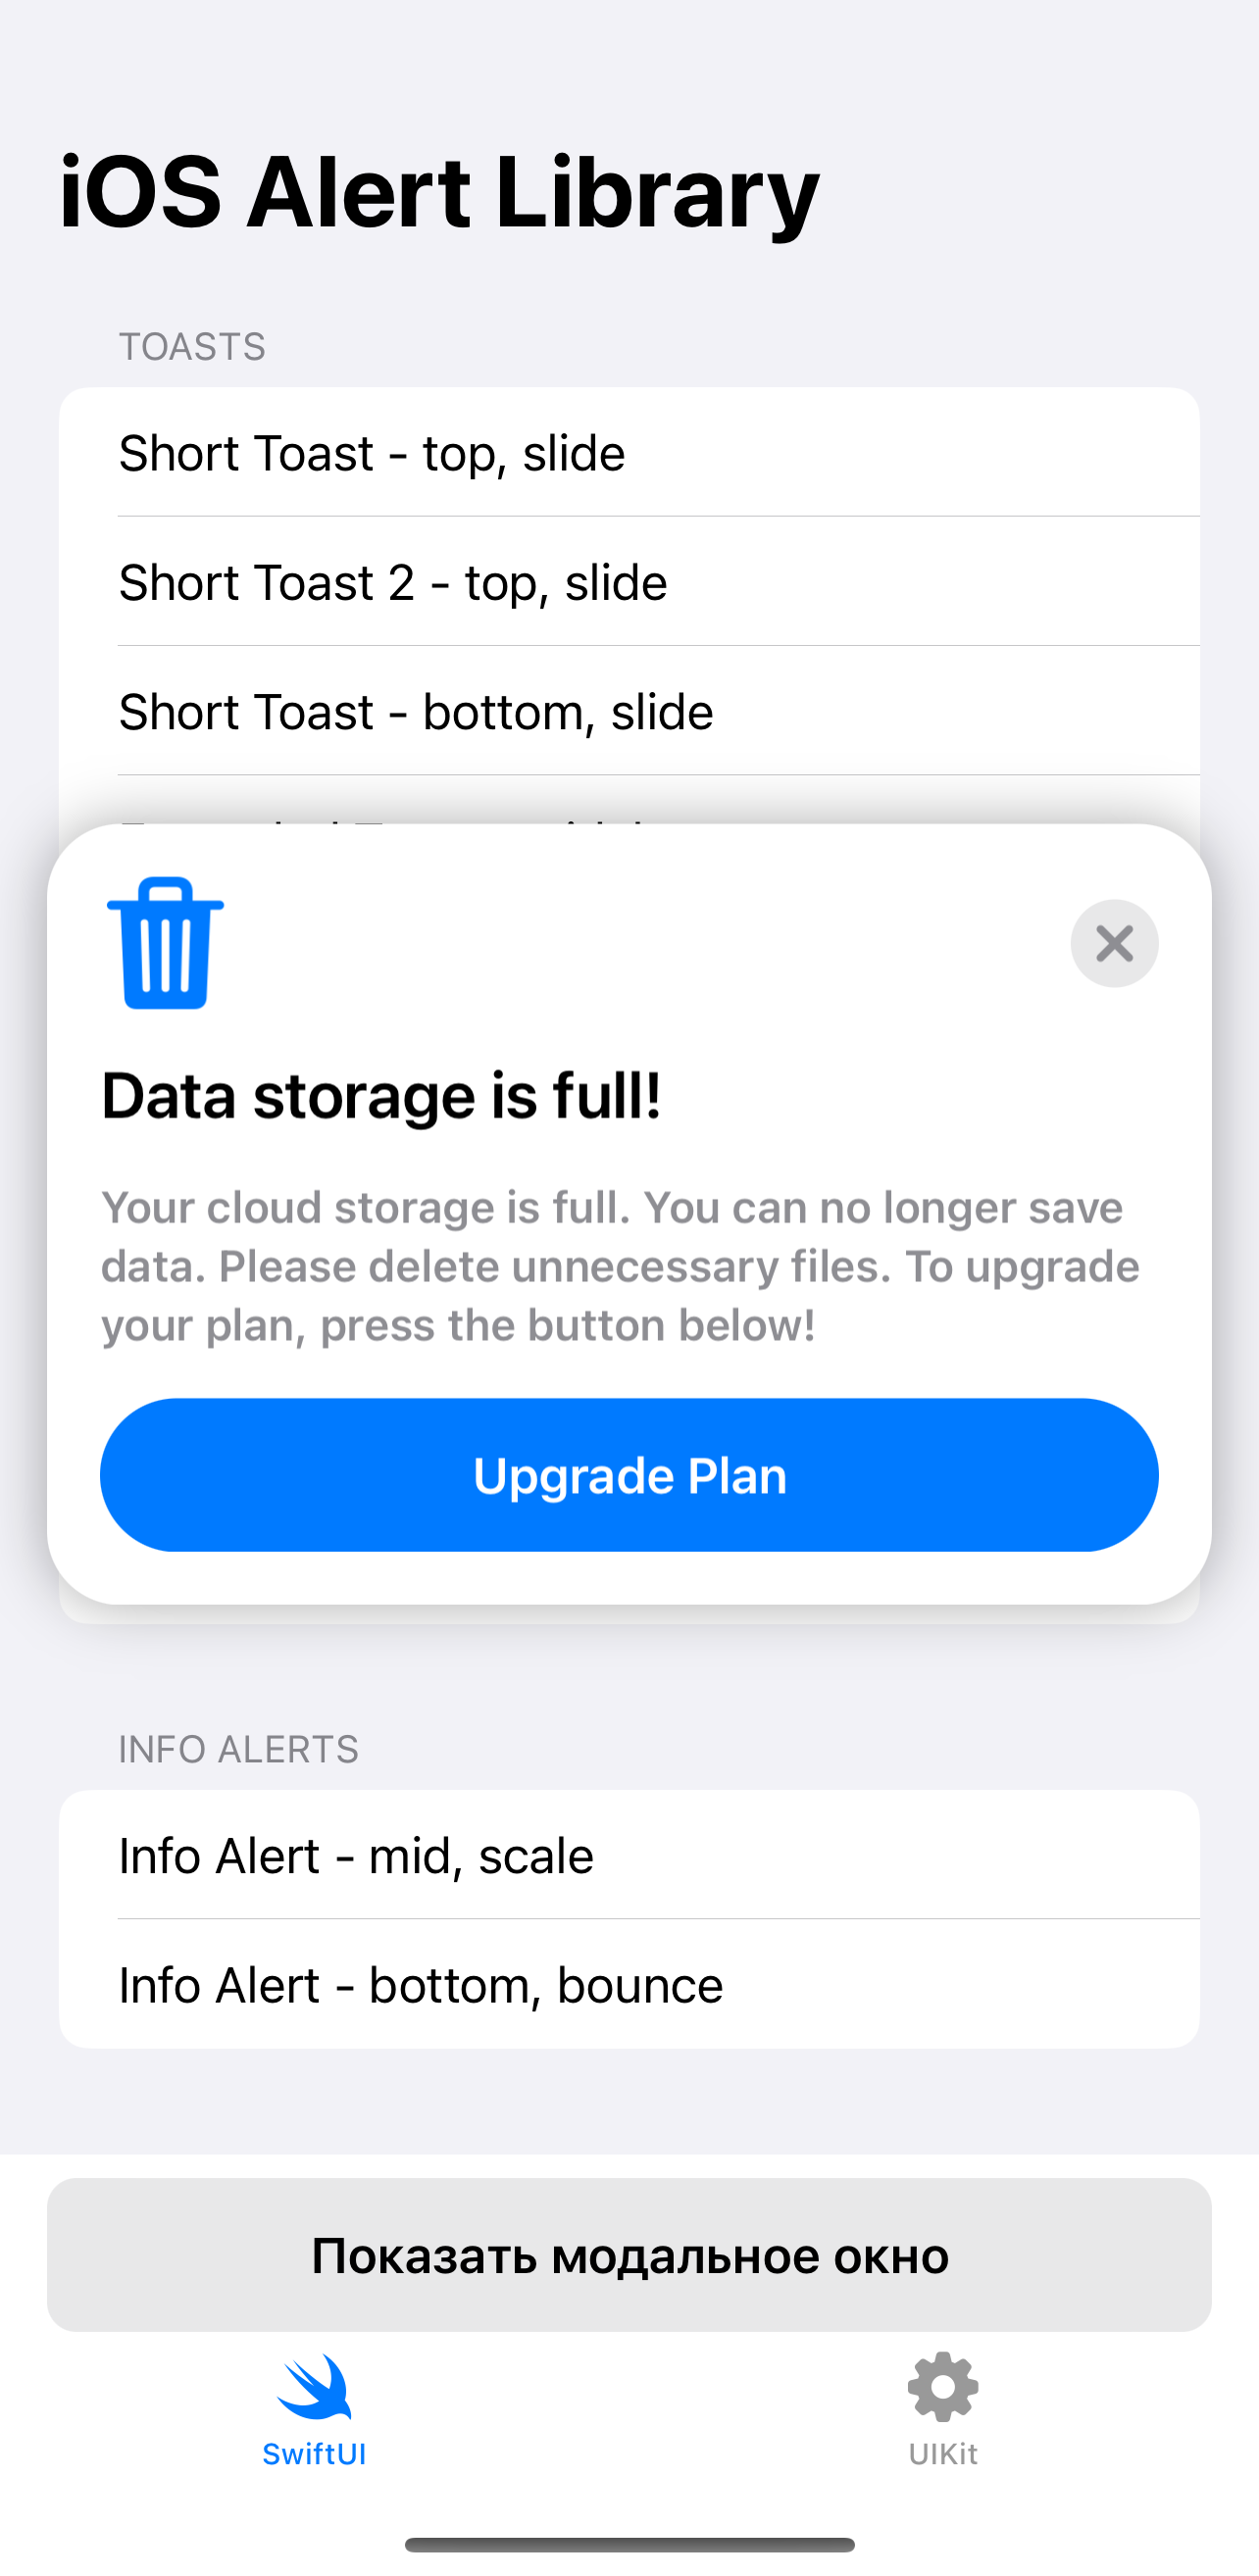 iOS Alert Library
TOASTS
Short Toast - top, slide
Short Toast 2 - top, slide
Short Toast - bottom, slide
Data storage is full!
Your cloud storage is full. You can no longer save
data. Please delete unnecessary files. To upgrade
your plan, press the button below!
Upgrade Plan
INFO ALERTS
Info Alert - mid, scale
Info Alert - bottom, bounce
Показать модальное окно
SwiftUI
UIKit